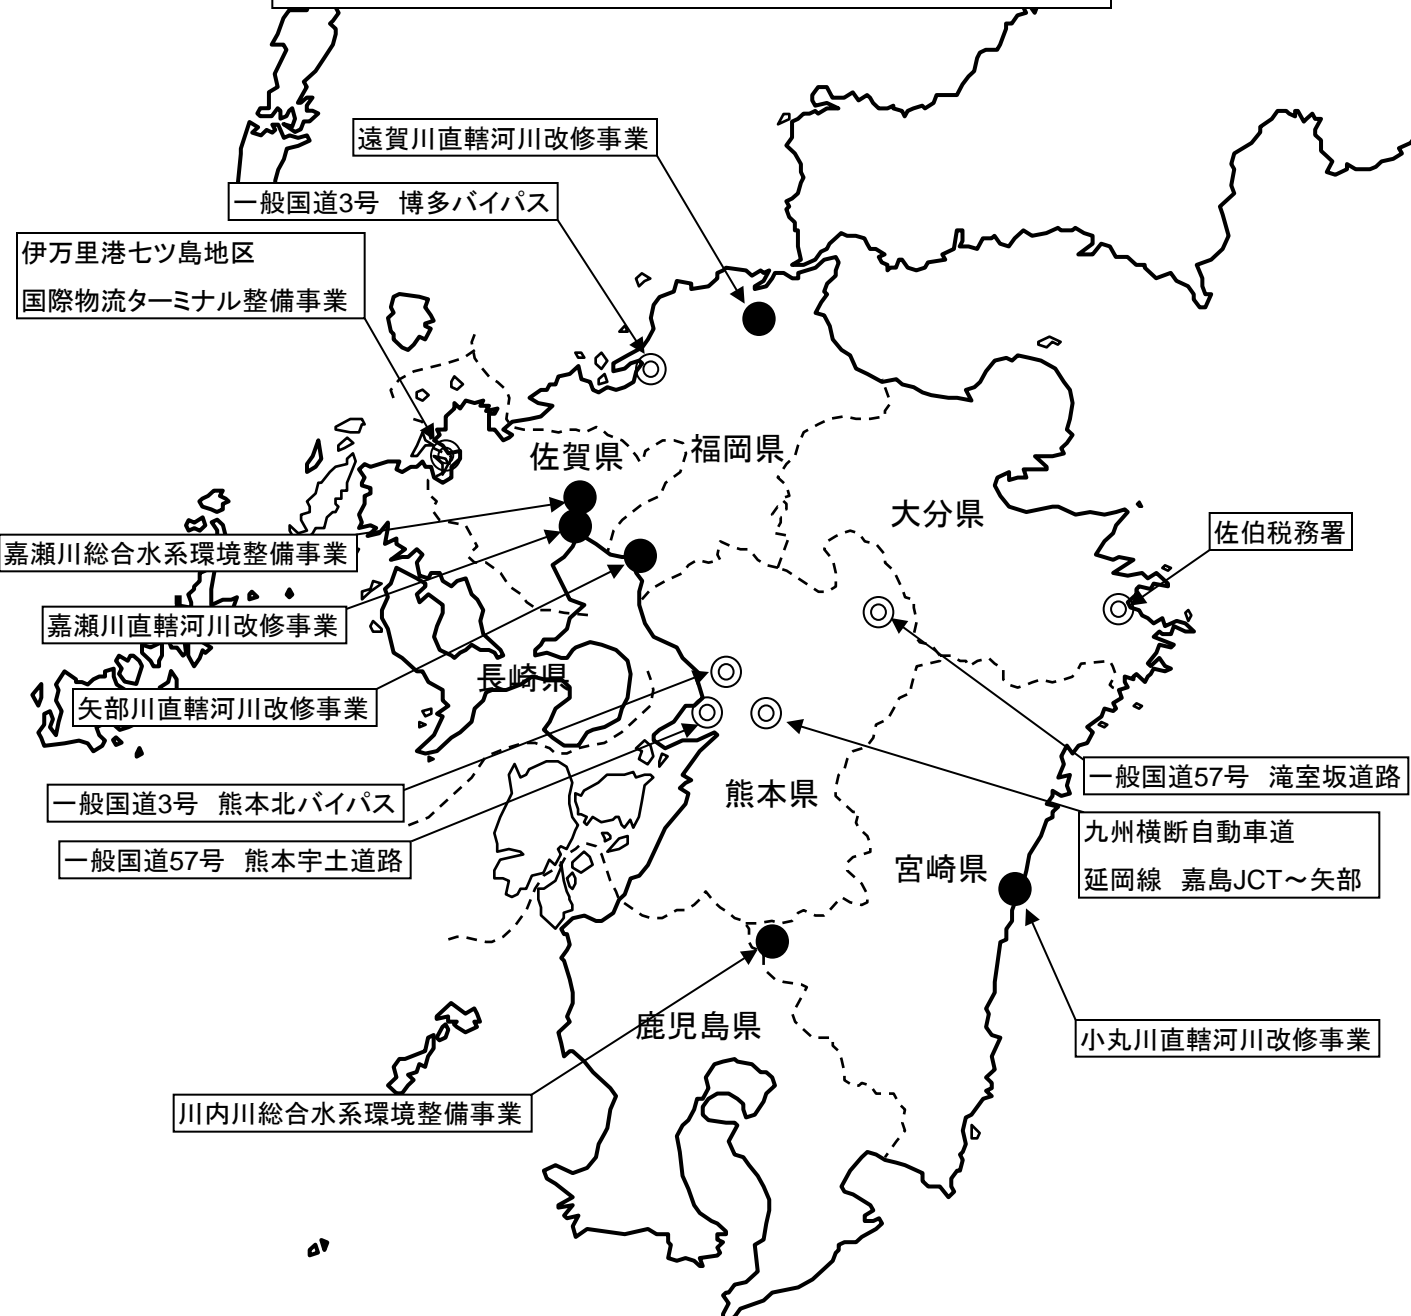 遠賀川直轄河川改修事業
一般国道3号　博多バイパス
伊万里港七ツ島地区
国際物流ターミナル整備事業
佐賀県
福岡県
大分県
佐伯税務署
嘉瀬川総合水系環境整備事業
嘉瀬川直轄河川改修事業
長崎県
矢部川直轄河川改修事業
一般国道57号　滝室坂道路
一般国道3号　熊本北バイパス
熊本県
九州横断自動車道
延岡線　嘉島JCT～矢部
一般国道57号　熊本宇土道路
宮崎県
鹿児島県
小丸川直轄河川改修事業
川内川総合水系環境整備事業